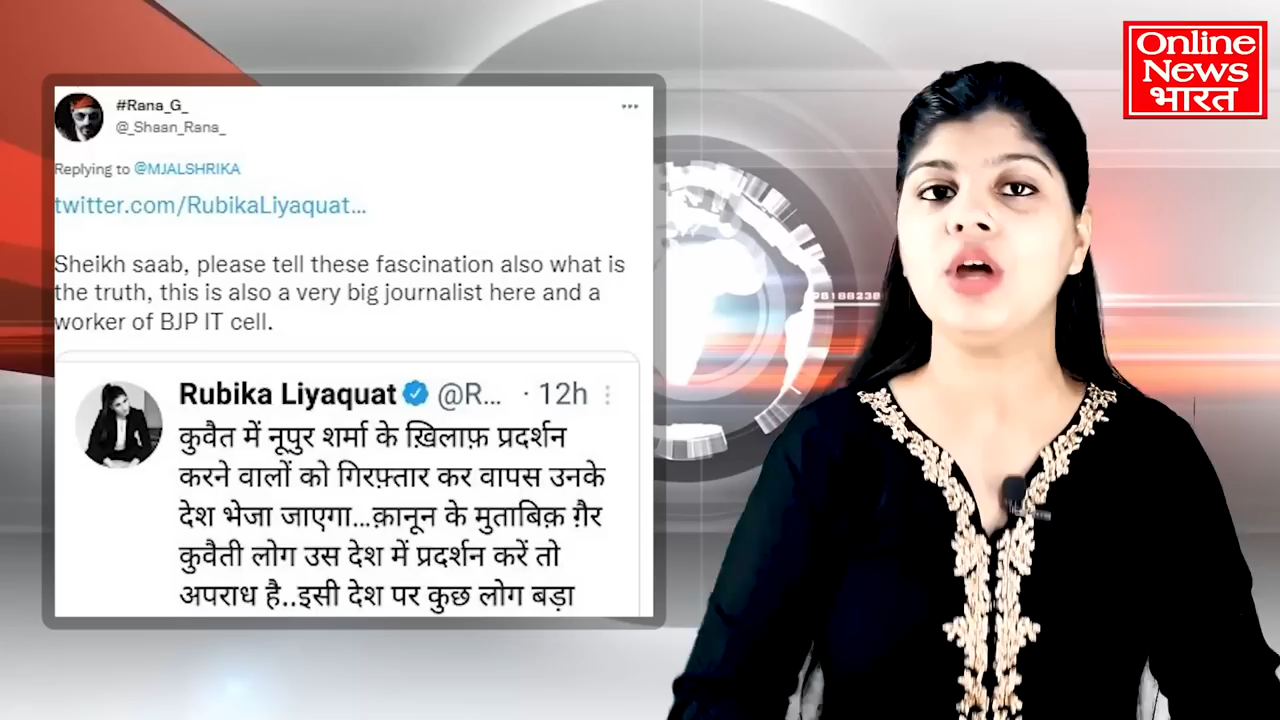 #Rana_G_
@_Shaan_Rana_
Replying to @MJALSHRIKA
twitter.com/RubikaLiyaquat...
Sheikh saab, please tell these fascination also what is
the truth, this is also a very big journalist here and a
worker of BJP IT cell.
Rubika Liyaquat @R... · 12h
कुवैत में नूपुर शर्मा के ख़िलाफ़ प्रदर्शन
करने वालों को गिरफ़्तार कर वापस उनके
देश भेजा जाएगा...क़ानून के मुताबिक़ ग़ैर
कुवैती लोग उस देश में प्रदर्शन करें तो
अपराध है..इसी देश पर कुछ लोग बड़ा
Online
News
भारत